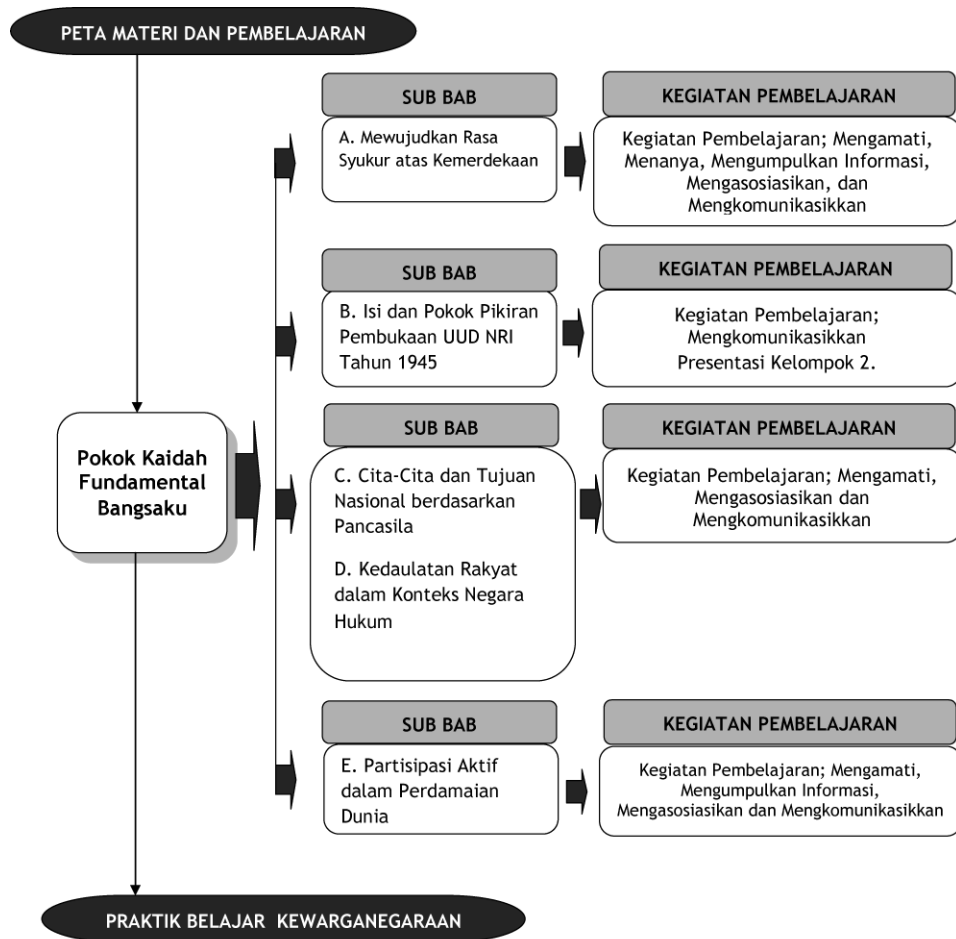 PETA MATERI DAN PEMBELAJARAN
SUB BAB
KEGIATAN PEMBELAJARAN
A. Mewujudkan Rasa
Syukur atas Kemerdekaan
Kegiatan Pembelajaran; Mengamati,
Menanya, Mengumpulkan Informasi,
Mengasosiasikan, dan
Mengkomunikasikkan
SUB BAB
KEGIATAN PEMBELAJARAN
B. Isi dan Pokok Pikiran
Pembukaan UUD NRI
Tahun 1945
Kegiatan Pembelajaran;
Mengkomunikasikkan
Presentasi Kelompok 2.
Pokok Kaidah
Fundamental
Bangsaku
SUB BAB
KEGIATAN PEMBELAJARAN
C. Cita-Cita dan Tujuan
Nasional berdasarkan
Pancasila
D. Kedaulatan Rakyat
dalam Konteks Negara
Hukum
Kegiatan Pembelajaran; Mengamati,
Mengasosiasikan dan
Mengkomunikasikkan
SUB BAB
KEGIATAN PEMBELAJARAN
E. Partisipasi Aktif
dalam Perdamaian
Dunia
Kegiatan Pembelajaran; Mengamati,
Mengumpulkan Informasi,
Mengasosiasikan dan Mengkomunikasikkan
PRAKTIK BELAJAR KEWARGANEGARAAN